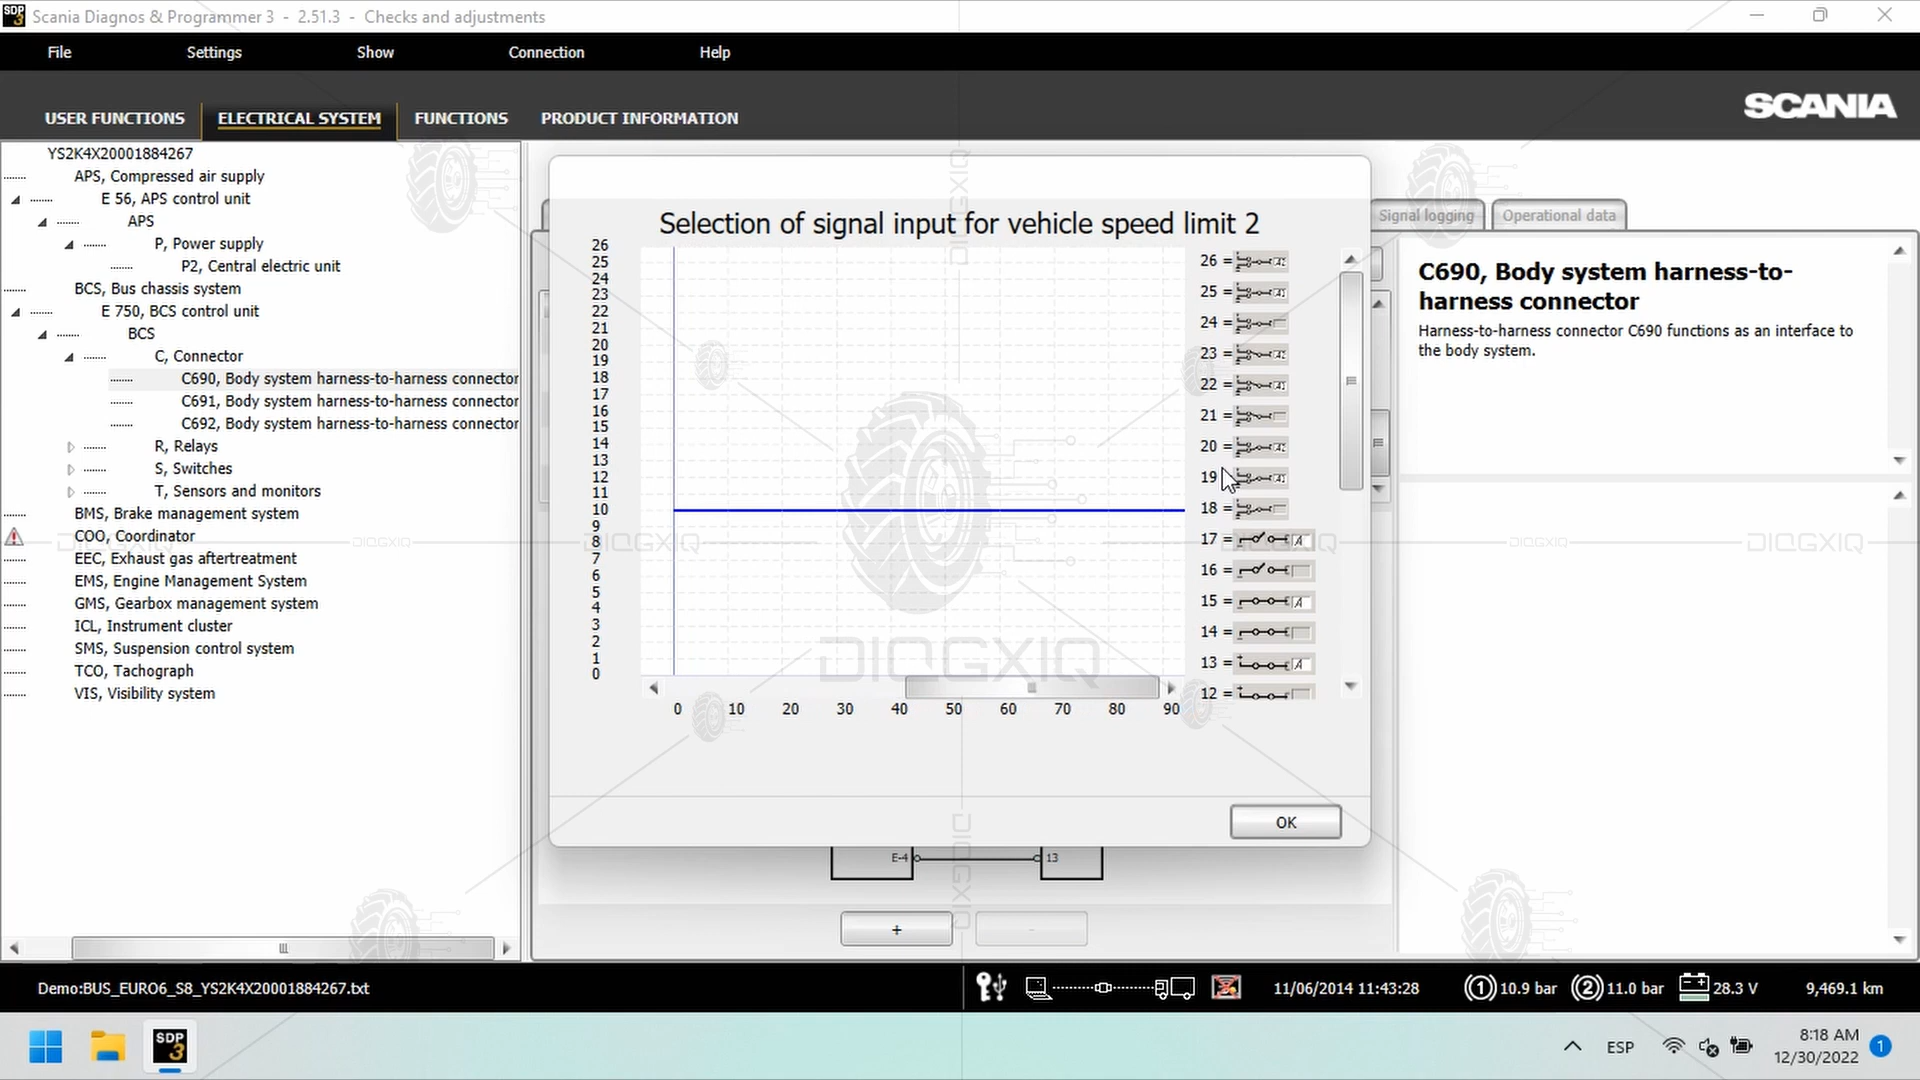 Scania Diagnos & Programmer 3 - 2.51.3 - Checks and adjustments
File Settings Show Connection Help
USER FUNCTIONS ELECTRICAL SYSTEM FUNCTIONS PRODUCT INFORMATION
SCANIA
YS2K4X20001884267
APS, Compressed air supply
E 56, APS control unit
APS
P, Power supply
P2, Central electric unit
BCS, Bus chassis system
E 750, BCS control unit
BCS
C, Connector
C690, Body system harness-to-harness connector
C691, Body system harness-to-harness connector
C692, Body system harness-to-harness connector
R, Relays
S, Switches
T, Sensors and monitors
BMS, Brake management system
COO, Coordinator
EEC, Exhaust gas aftertreatment
EMS, Engine Management System
GMS, Gearbox management system
ICL, Instrument cluster
SMS, Suspension control system
TCO, Tachograph
VIS, Visibility system
Selection of signal input for vehicle speed limit 2
26
25
24
23
22
21
20
19
18
17
16
15
14
13
12
11
10
9
8
7
6
5
4
3
2
1
0
0 10 20 30 40 50 60 70 80 90
26 =
25 =
24 =
23 =
22 =
21 =
20 =
19 =
18 =
17 =
16 =
15 =
14 =
13 =
12 =
OK
E-4 13
+ -
Signal logging Operational data
C690, Body system harness-to-
harness connector
Harness-to-harness connector C690 functions as an interface to
the body system.
DIAGXIQ
Demo:BUS_EURO6_S8_YS2K4X20001884267.txt
11/06/2014 11:43:28 1 10.9 bar 2 11.0 bar 28.3 V 9,469.1 km
SDP
3
ESP
8:18 AM
12/30/2022
1